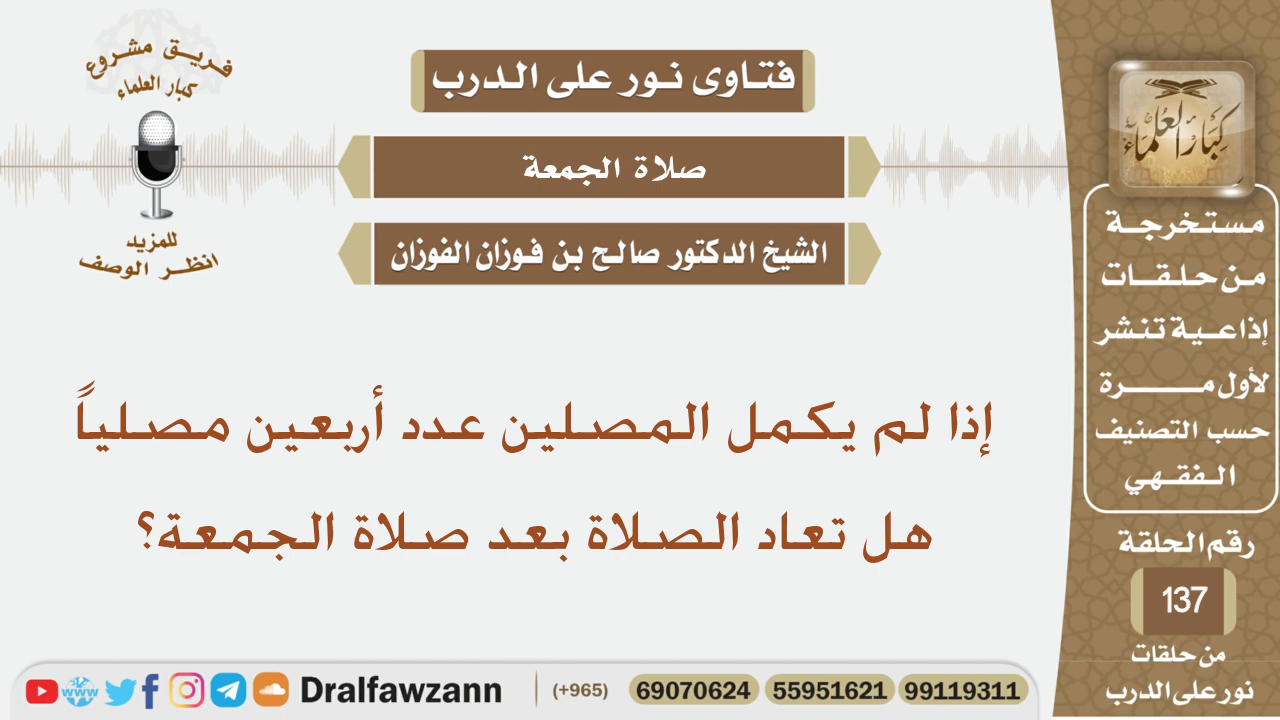 فريق مشروع
كبار العلماء
للمزيد
انظر الوصف
فتاوى نور على الدرب
صلاة الجمعة
الشيخ الدكتور صالح بن فوزان الفوزان
إذا لم يكمل المصلين عدد أربعين مصلياً
هل تعاد الصلاة بعد صلاة الجمعة؟
كبار العلماء
مستخرجة
من حلقات
إذاعية تنشر
لأول مرة
حسب التصنيف
الفقهي
رقم الحلقة
137
من حلقات
نور على الدرب
www
Dralfawzann
(+965)
69070624
55951621
99119311